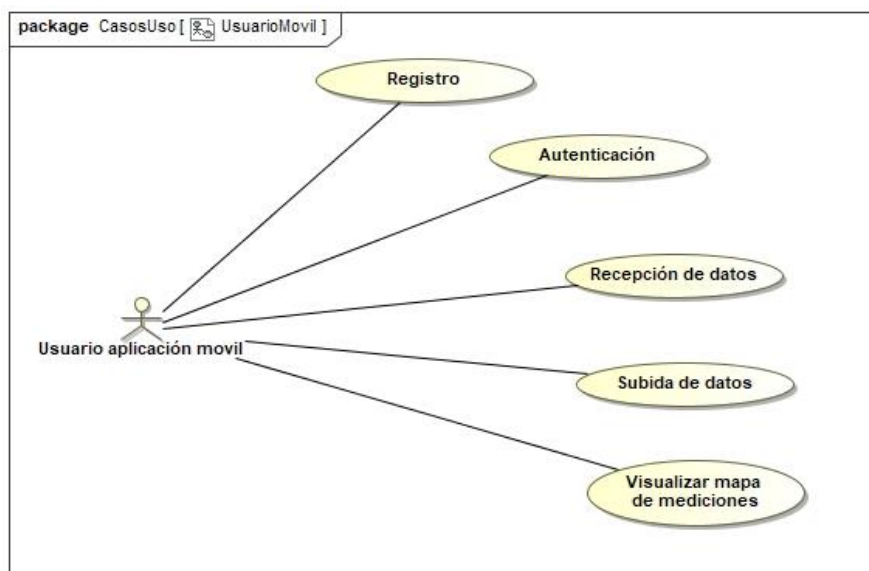 package CasosUso [ UsuarioMovil ]
Registro
Autenticación
Recepción de datos
Usuario aplicación movil
Subida de datos
Visualizar mapa
de mediciones